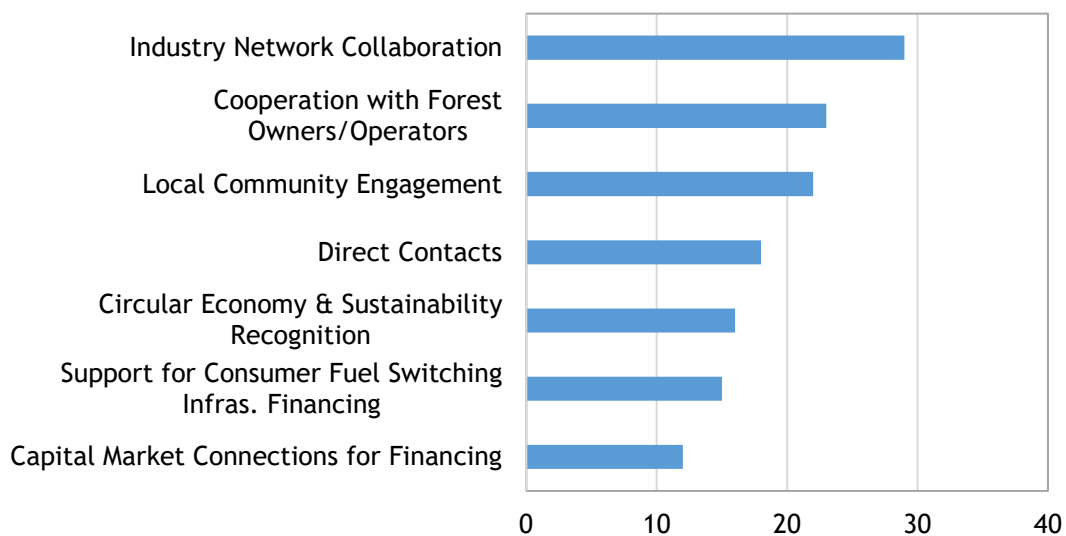 Industry Network Collaboration
Cooperation with Forest
Owners/Operators
Local Community Engagement
Direct Contacts
Circular Economy & Sustainability
Recognition
Support for Consumer Fuel Switching
Infras. Financing
Capital Market Connections for Financing
0 10 20 30 40